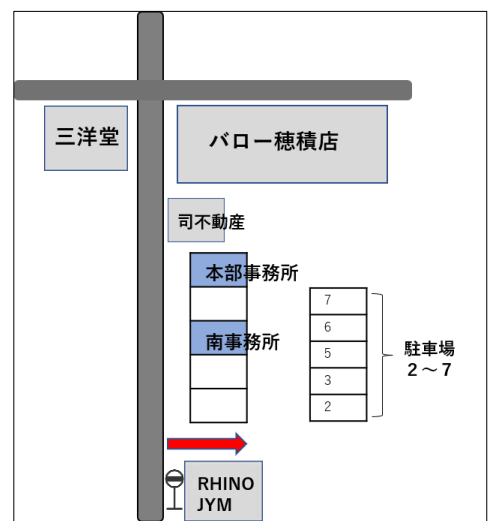 三洋堂
バロー穂積店
司不動産
本部事務所
南事務所
7
6
5
3
2
駐車場
2～7
RHINO
JYM